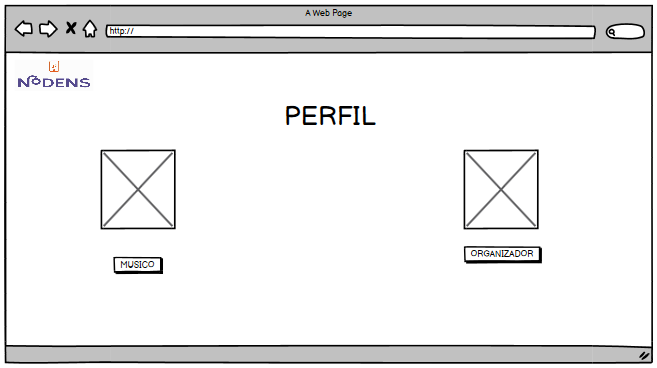 A Web Page
http://
NODENS
PERFIL
MUSICO
ORGANIZADOR